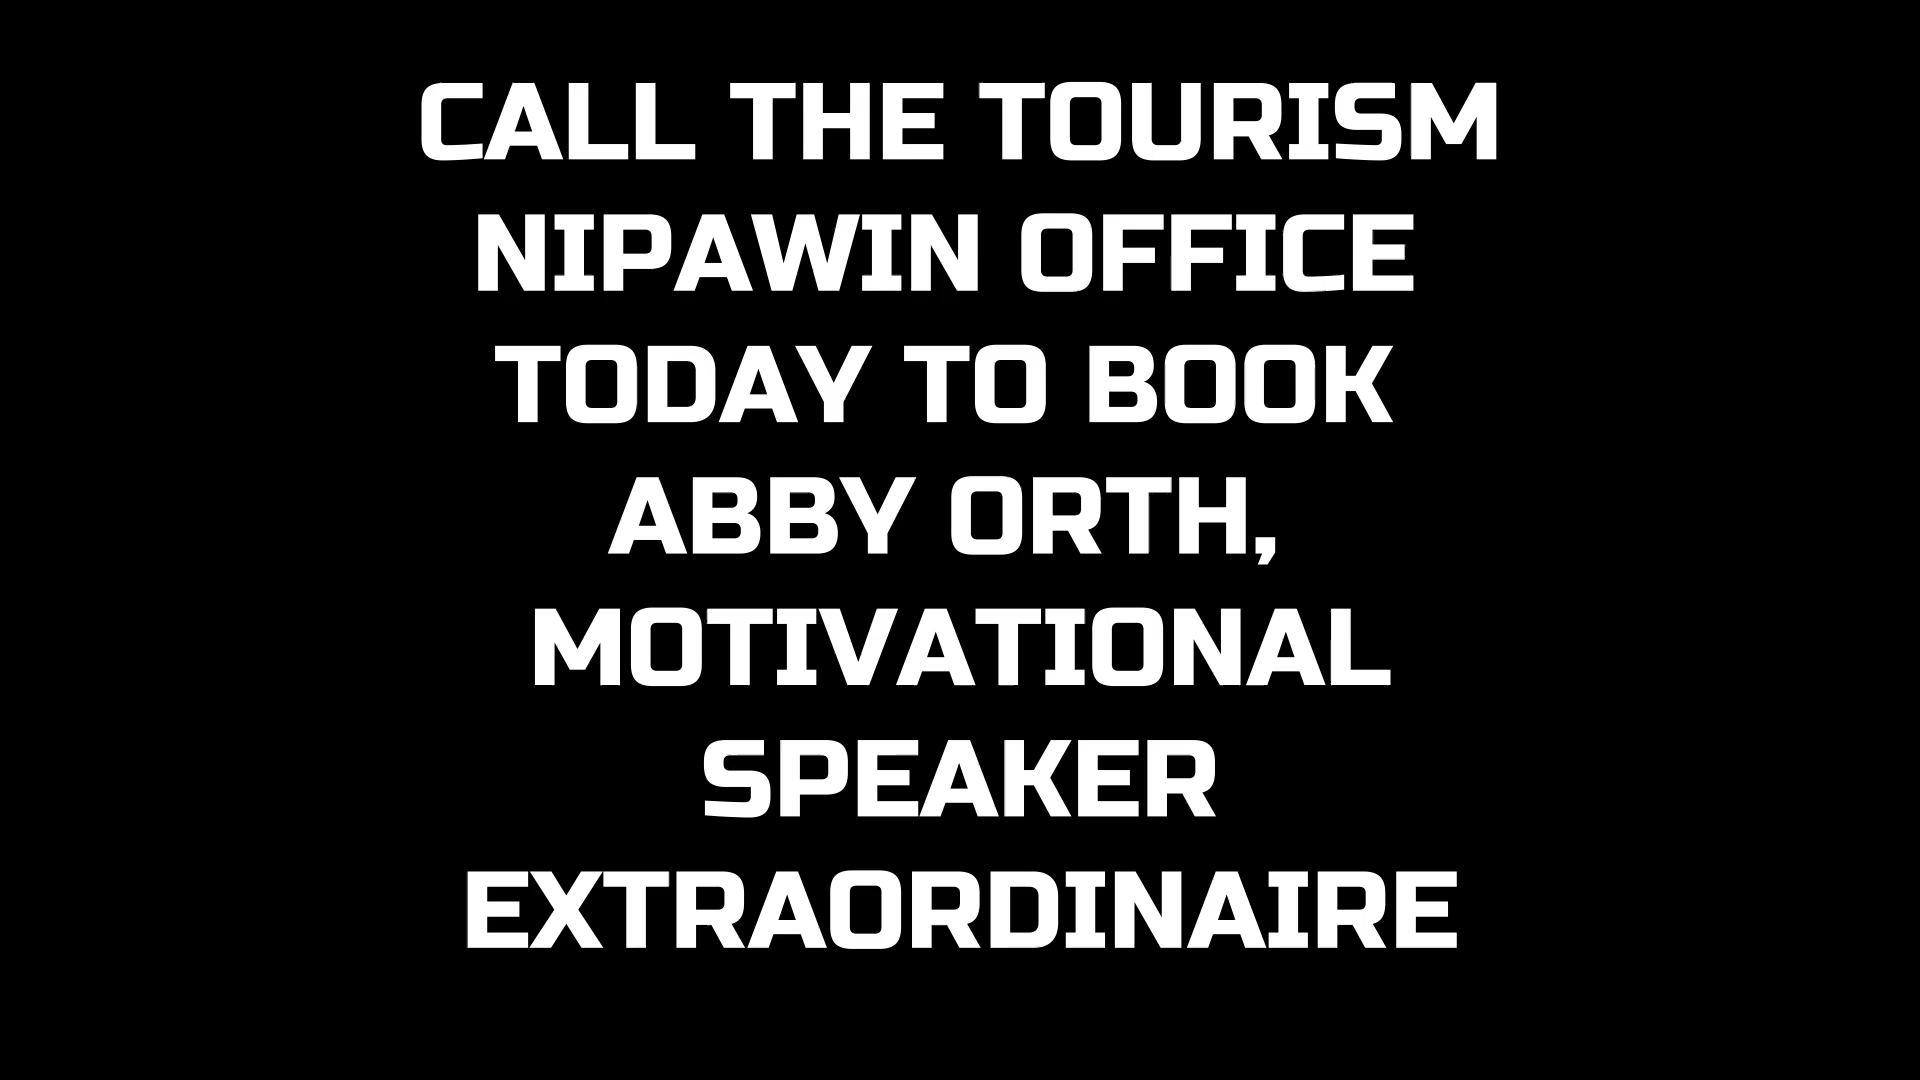 CALL THE TOURISM
NIPAWIN OFFICE
TODAY TO BOOK
ABBY ORTH,
MOTIVATIONAL
SPEAKER
EXTRAORDINAIRE